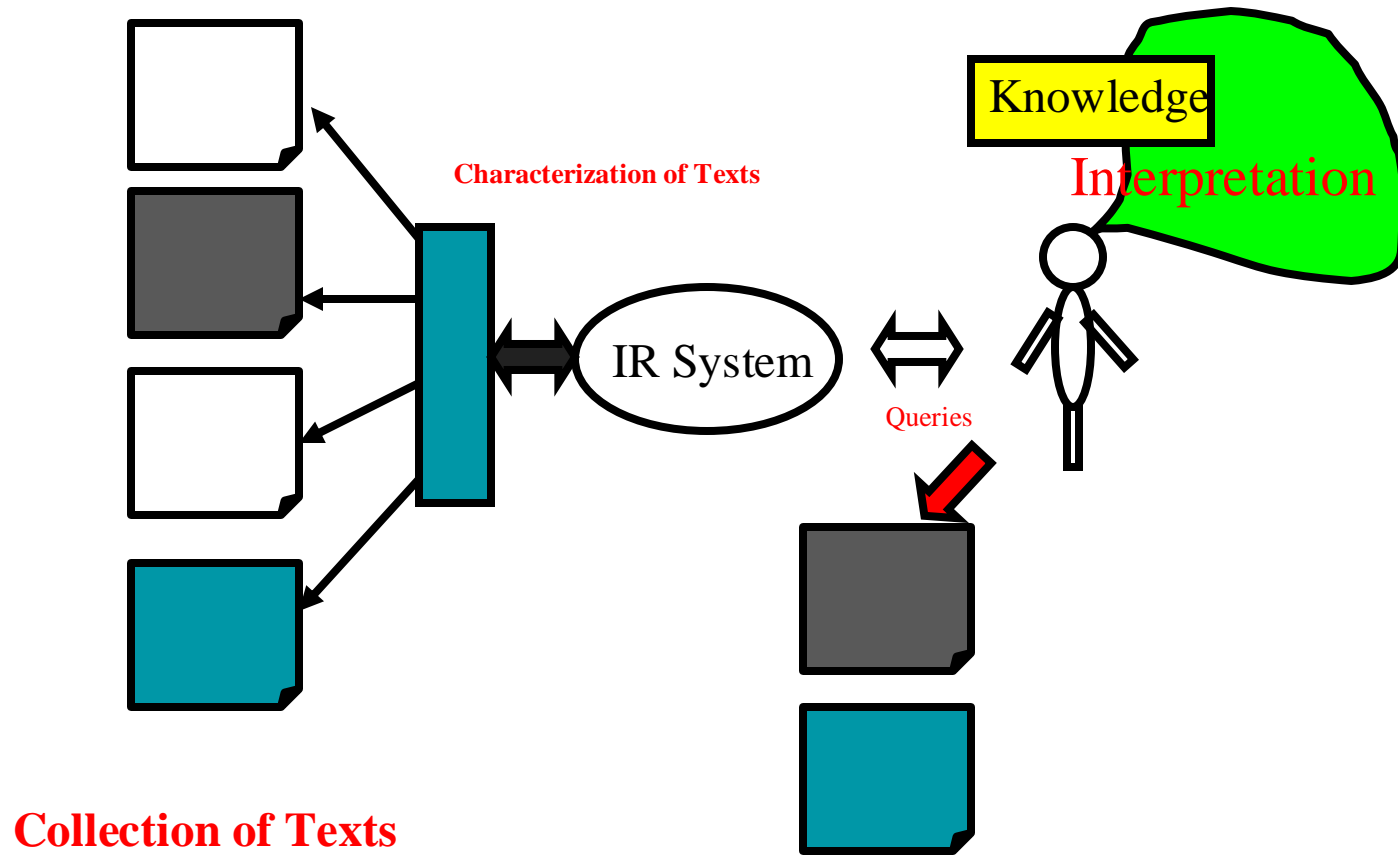 Knowledge
Characterization of Texts
Interpretation
IR System
Queries
Collection of Texts